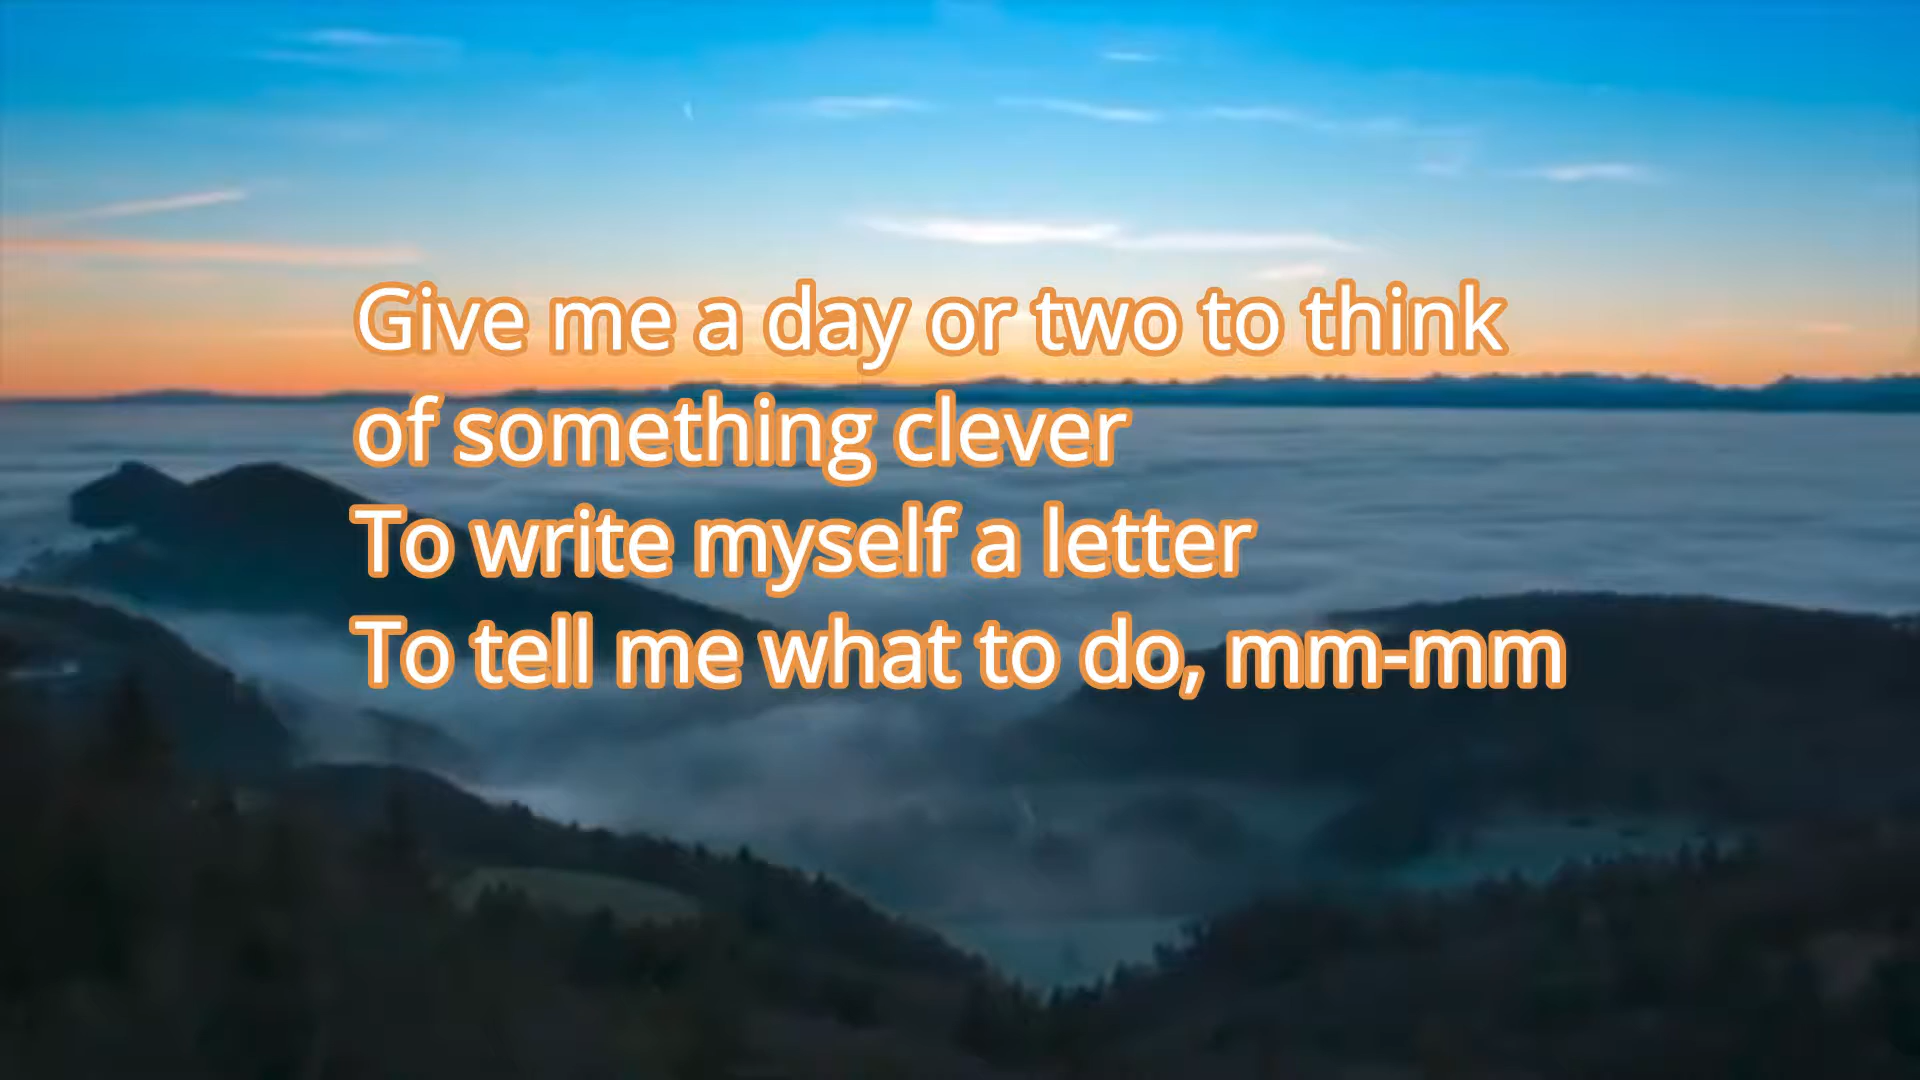 Give me a day or two to think
of something clever
To write myself a letter
To tell me what to do, mm-mm